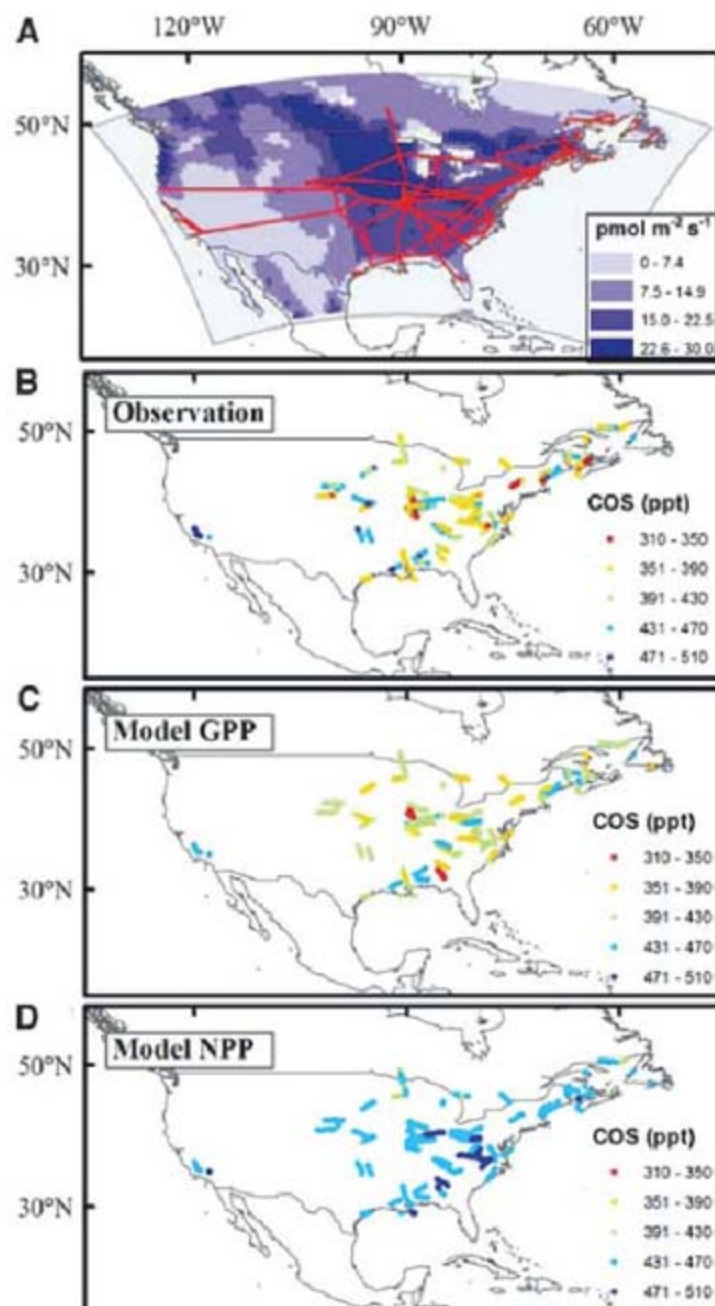 A
120°W 90°W 60°W
50°N
30°N
pmol m⁻² s⁻¹
0 - 7.4
7.5 - 14.9
15.0 - 22.5
22.6 - 30.0
B
Observation
50°N
30°N
COS (ppt)
310 - 350
351 - 390
391 - 430
431 - 470
471 - 510
C
Model GPP
50°N
30°N
COS (ppt)
310 - 350
351 - 390
391 - 430
431 - 470
471 - 510
D
Model NPP
50°N
30°N
COS (ppt)
310 - 350
351 - 390
391 - 430
431 - 470
471 - 510